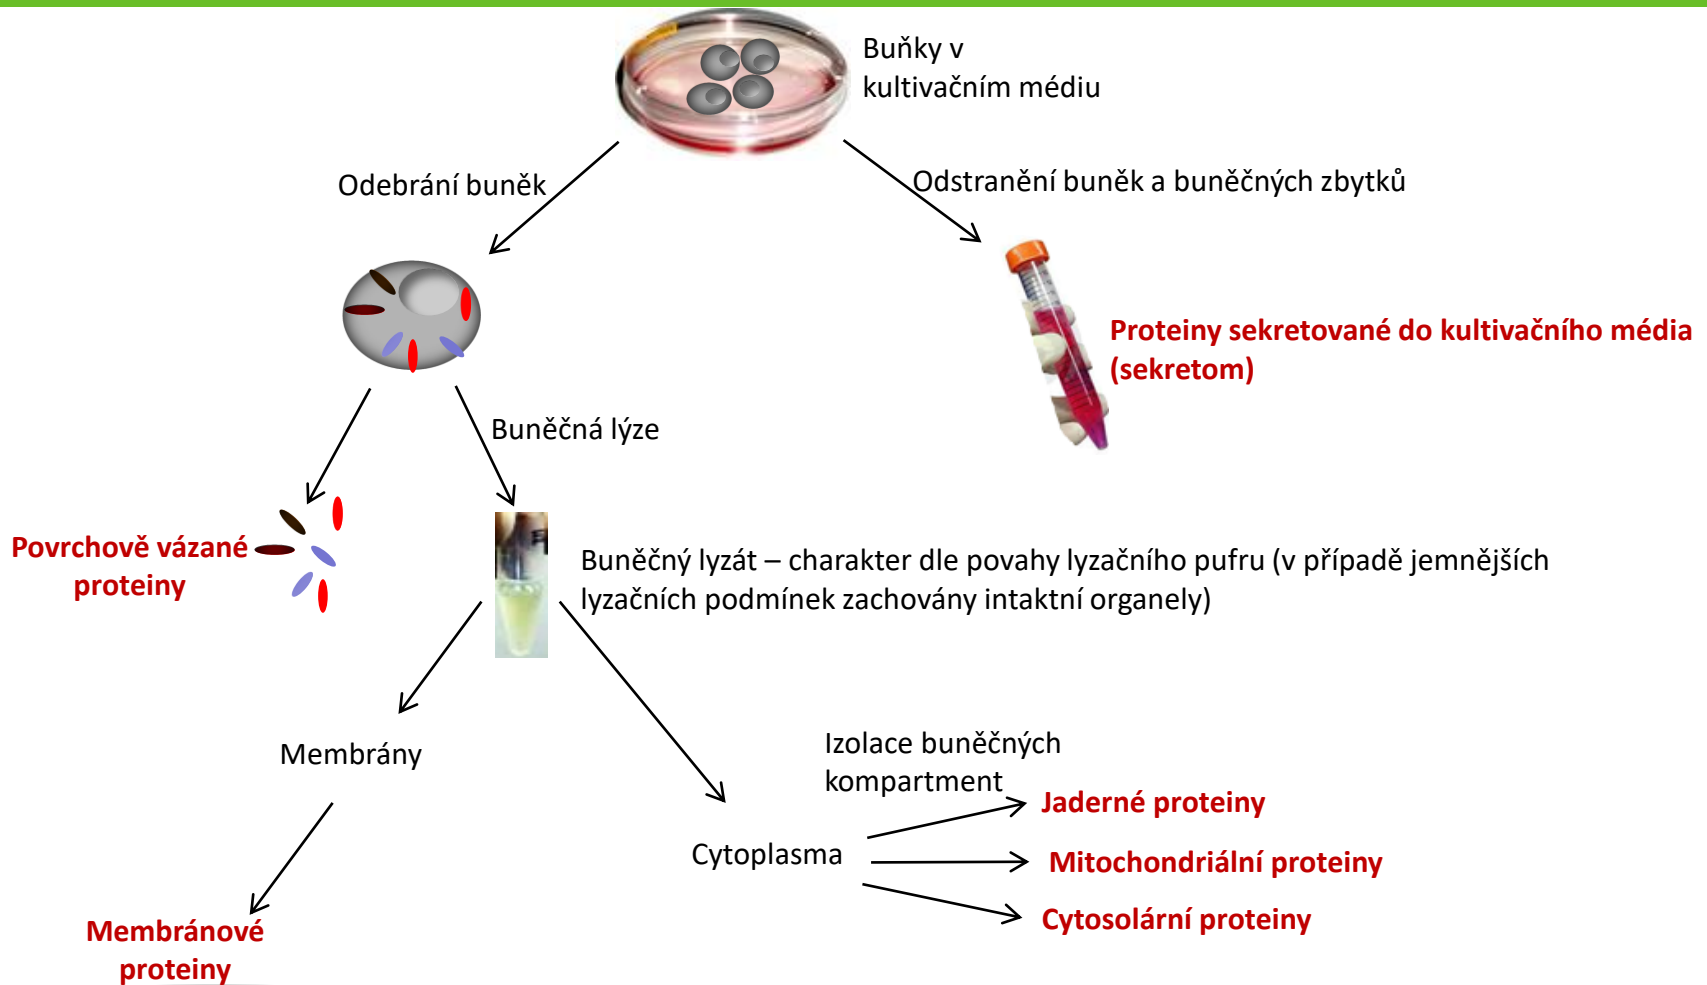 Buňky v
kultivačním médiu
Odebrání buněk
Odstranění buněk a buněčných zbytků
Proteiny sekretované do kultivačního média
(sekretom)
Buněčná lýze
Povrchově vázané
proteiny
Buněčný lyzát – charakter dle povahy lyzačního pufru (v případě jemnějších
lyzačních podmínek zachovány intaktní organely)
Membrány
Izolace buněčných
kompartment
Jaderné proteiny
Cytoplasma
Mitochondriální proteiny
Cytosolární proteiny
Membránové
proteiny